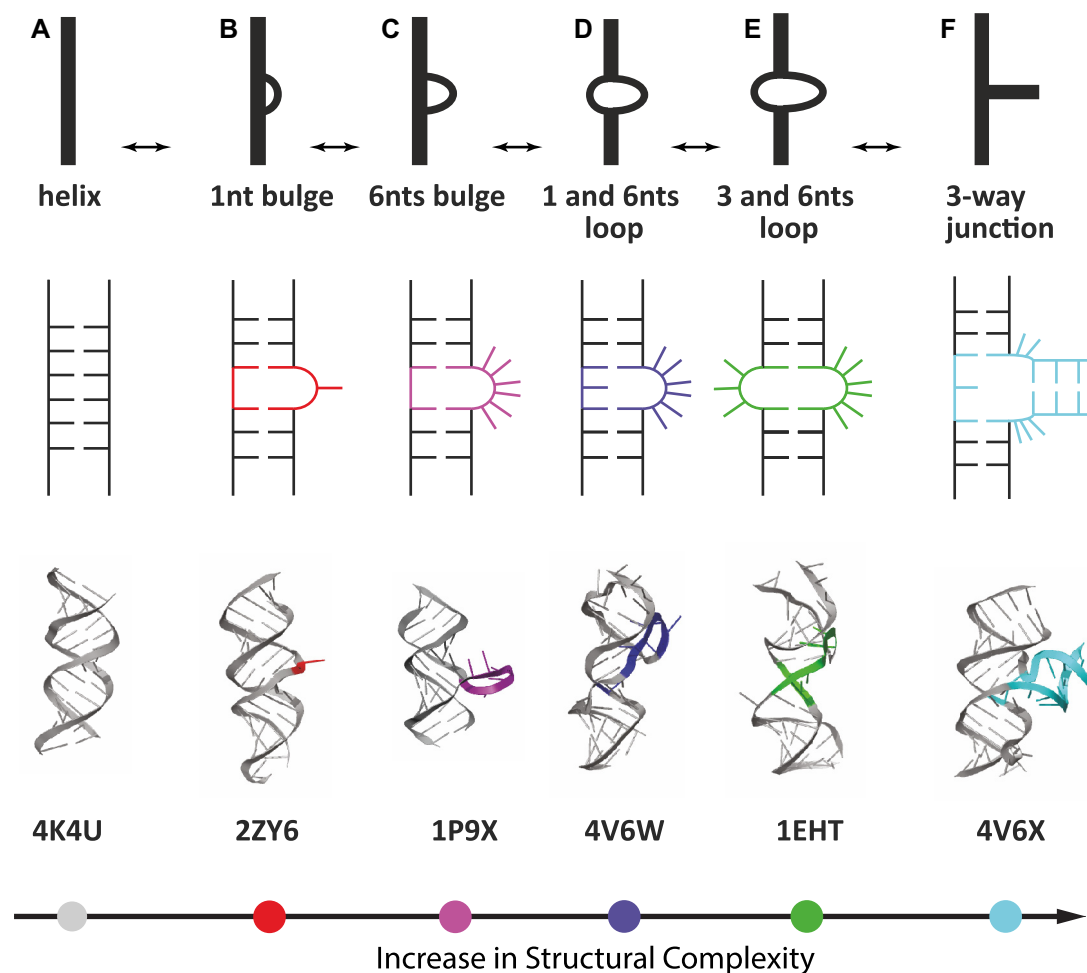 A B C D E F
helix 1nt bulge 6nts bulge 1 and 6nts loop 3 and 6nts loop 3-way junction
4K4U 2ZY6 1P9X 4V6W 1EHT 4V6X
Increase in Structural Complexity